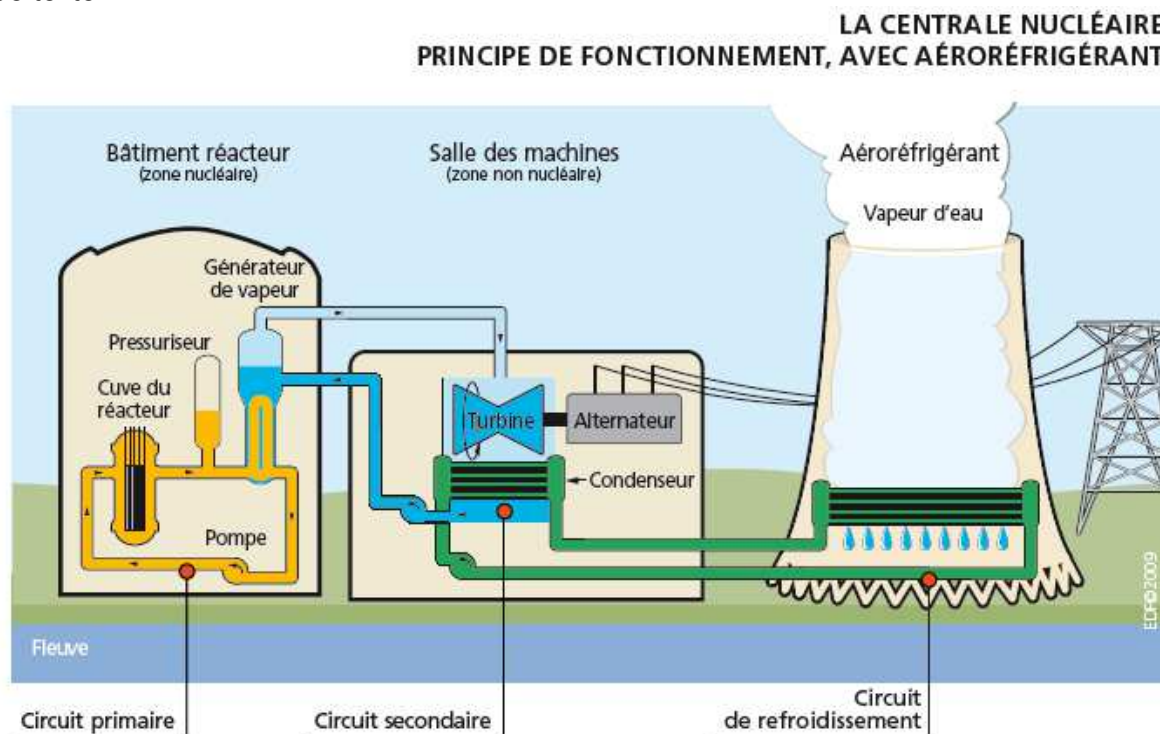 LA CENTRALE NUCLÉAIRE
PRINCIPE DE FONCTIONNEMENT, AVEC AÉRORÉFRIGÉRANT
Bâtiment réacteur
(zone nucléaire)
Salle des machines
(zone non nucléaire)
Aéroréfrigérant
Vapeur d'eau
Générateur
de vapeur
Pressuriseur
Cuve du
réacteur
Turbine
Alternateur
Condenseur
Pompe
EDF©2009
Fleuve
Circuit primaire
Circuit secondaire
Circuit
de refroidissement